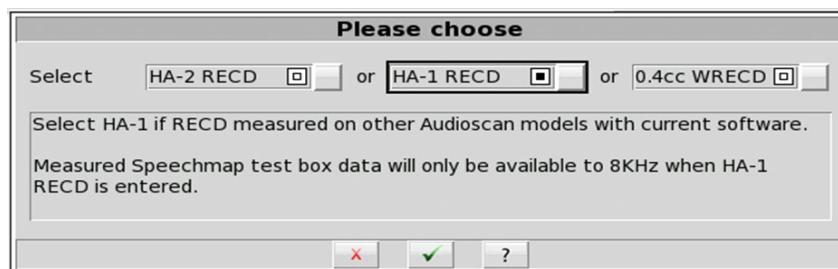 Please choose
Select HA-2 RECD or HA-1 RECD or 0.4cc WRECD
Select HA-1 if RECD measured on other Audioscan models with current software.
Measured Speechmap test box data will only be available to 8KHz when HA-1
RECD is entered.
X ✓ ?